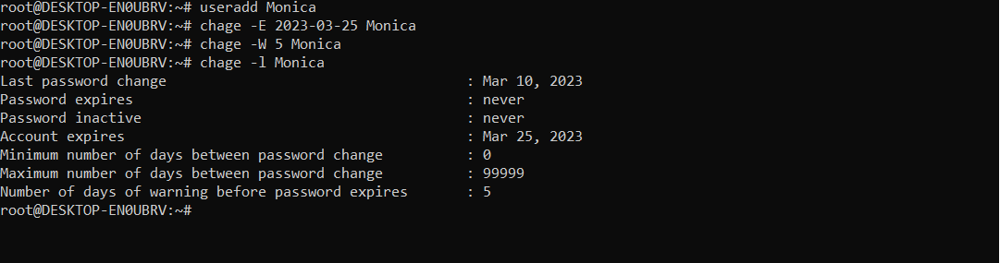 root@DESKTOP-EN0UBRV:~# useradd Monica
root@DESKTOP-EN0UBRV:~# chage -E 2023-03-25 Monica
root@DESKTOP-EN0UBRV:~# chage -W 5 Monica
root@DESKTOP-EN0UBRV:~# chage -l Monica
Last password change                                    : Mar 10, 2023
Password expires                                        : never
Password inactive                                       : never
Account expires                                         : Mar 25, 2023
Minimum number of days between password change          : 0
Maximum number of days between password change          : 99999
Number of days of warning before password expires       : 5
root@DESKTOP-EN0UBRV:~#